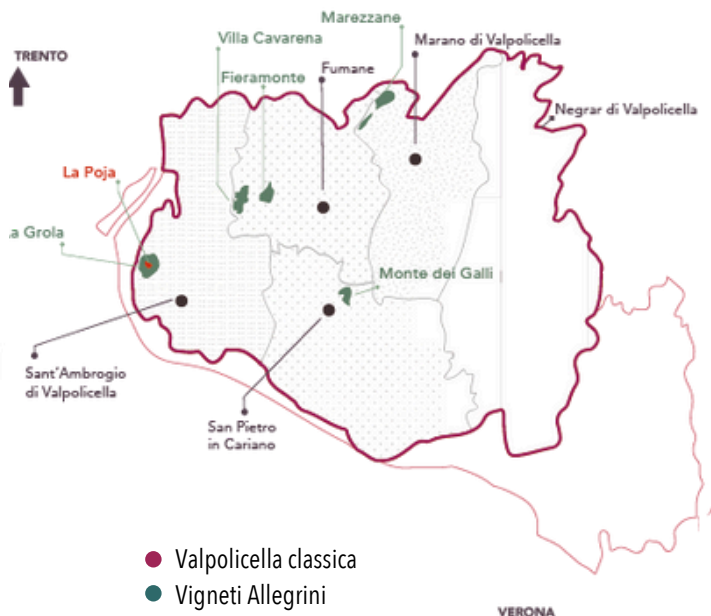 Marezzane
Villa Cavarena
Marano di Valpolicella
TRENTO
Fumane
Fieramonte
Negrar di Valpolicella
La Poja
a Grola
Monte dei Galli
Sant'Ambrogio
di Valpolicella
San Pietro
in Cariano
Valpolicella classica
Vigneti Allegrini
VERONA